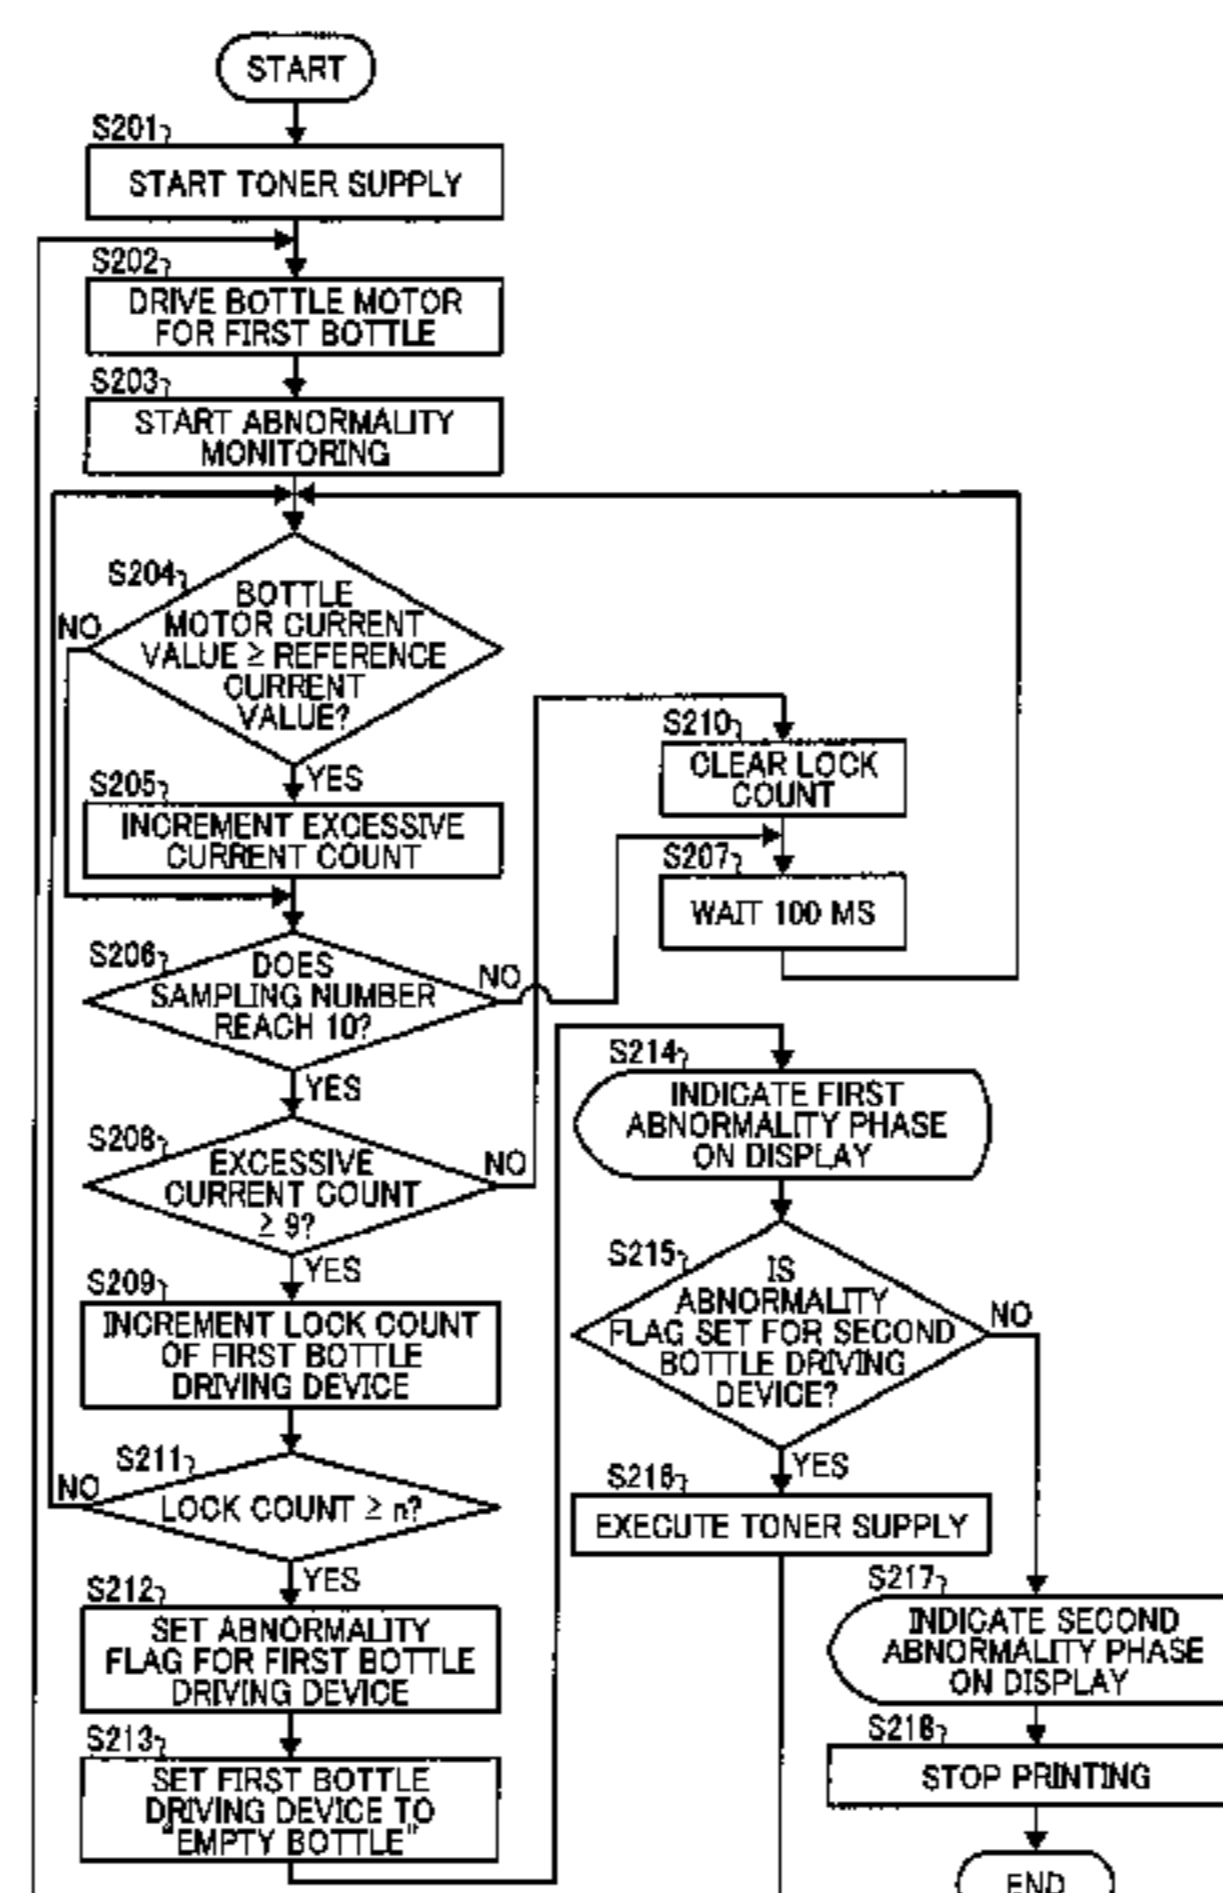 START
S201
START TONER SUPPLY
S202
DRIVE BOTTLE MOTOR
FOR FIRST BOTTLE
S203
START ABNORMALITY
MONITORING
S204
BOTTLE
MOTOR CURRENT
VALUE ≥ REFERENCE
CURRENT
VALUE?
NO
YES
S205
INCREMENT EXCESSIVE
CURRENT COUNT
S206
DOES
SAMPLING NUMBER
REACH 10?
NO
YES
S210
CLEAR LOCK
COUNT
S207
WAIT 100 MS
S208
EXCESSIVE
CURRENT COUNT
≥ 9?
NO
YES
S209
INCREMENT LOCK COUNT
OF FIRST BOTTLE
DRIVING DEVICE
S211
LOCK COUNT ≥ n?
NO
YES
S212
SET ABNORMALITY
FLAG FOR FIRST BOTTLE
DRIVING DEVICE
S213
SET FIRST BOTTLE
DRIVING DEVICE TO
“EMPTY BOTTLE”
S214
INDICATE FIRST
ABNORMALITY PHASE
ON DISPLAY
S215
IS
ABNORMALITY
FLAG SET FOR SECOND
BOTTLE DRIVING
DEVICE?
NO
YES
S216
EXECUTE TONER SUPPLY
S217
INDICATE SECOND
ABNORMALITY PHASE
ON DISPLAY
S218
STOP PRINTING
END